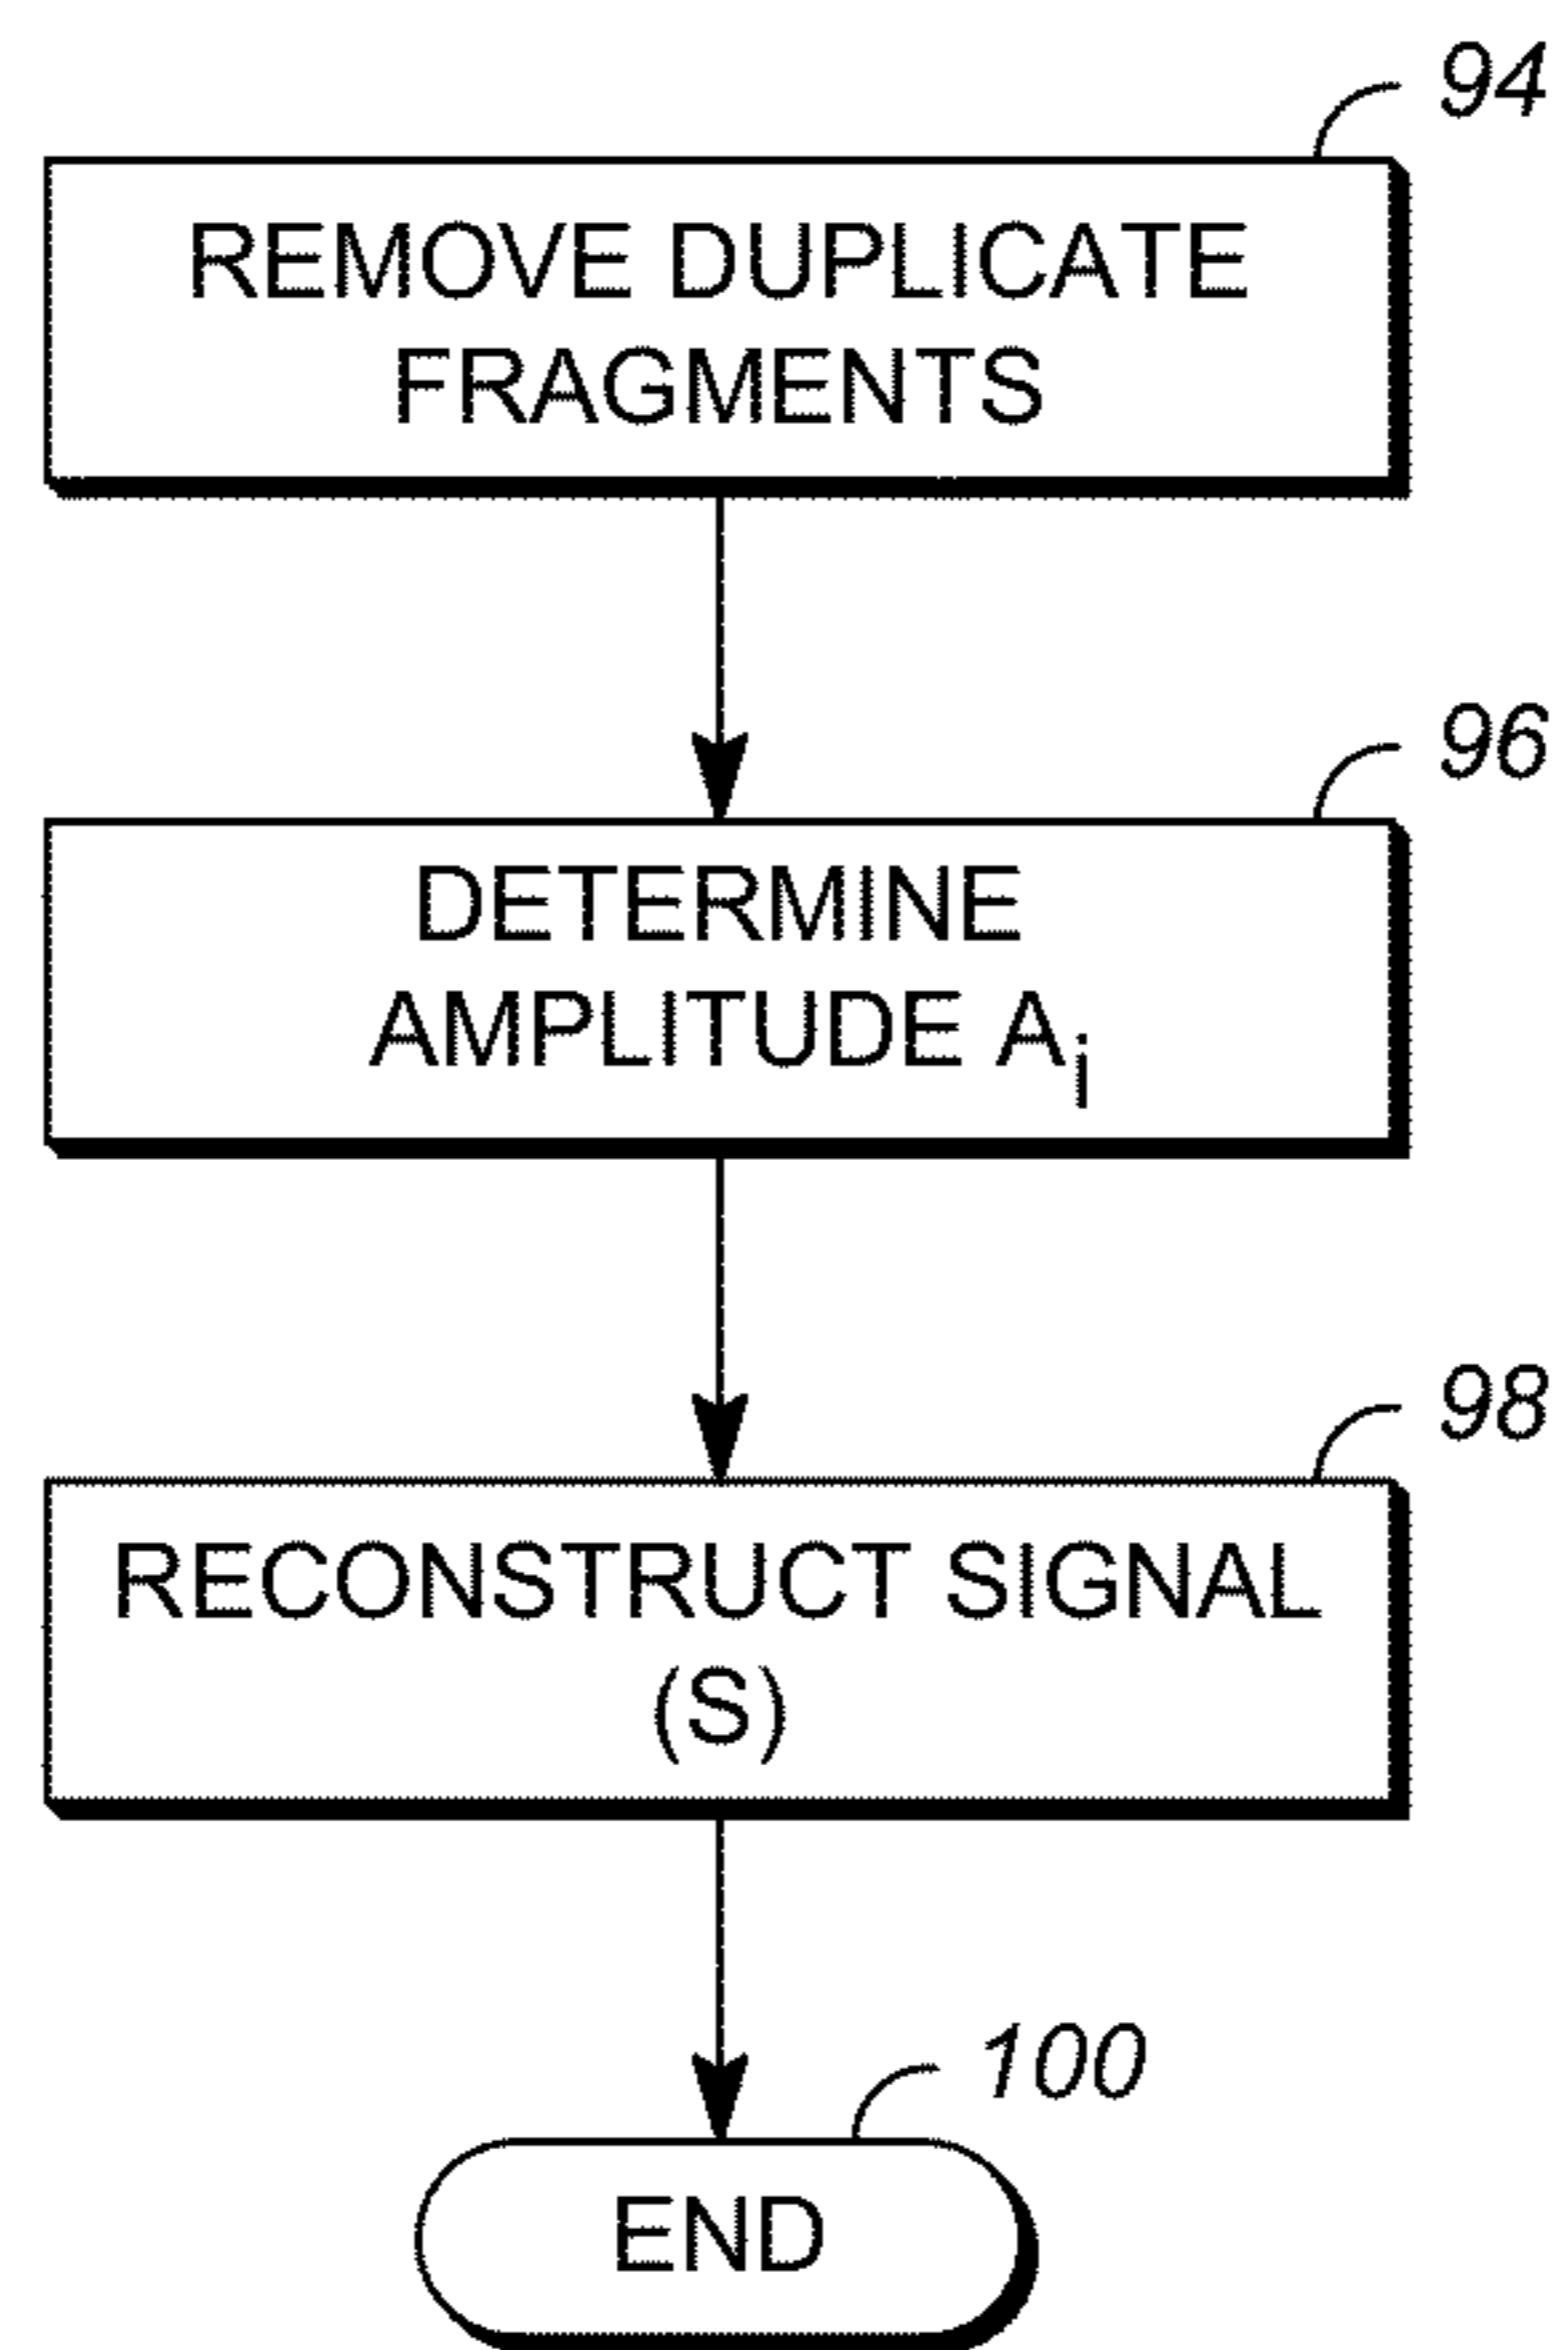 94
REMOVE DUPLICATE
FRAGMENTS
96
DETERMINE
AMPLITUDE Ai
98
RECONSTRUCT SIGNAL
(S)
100
END